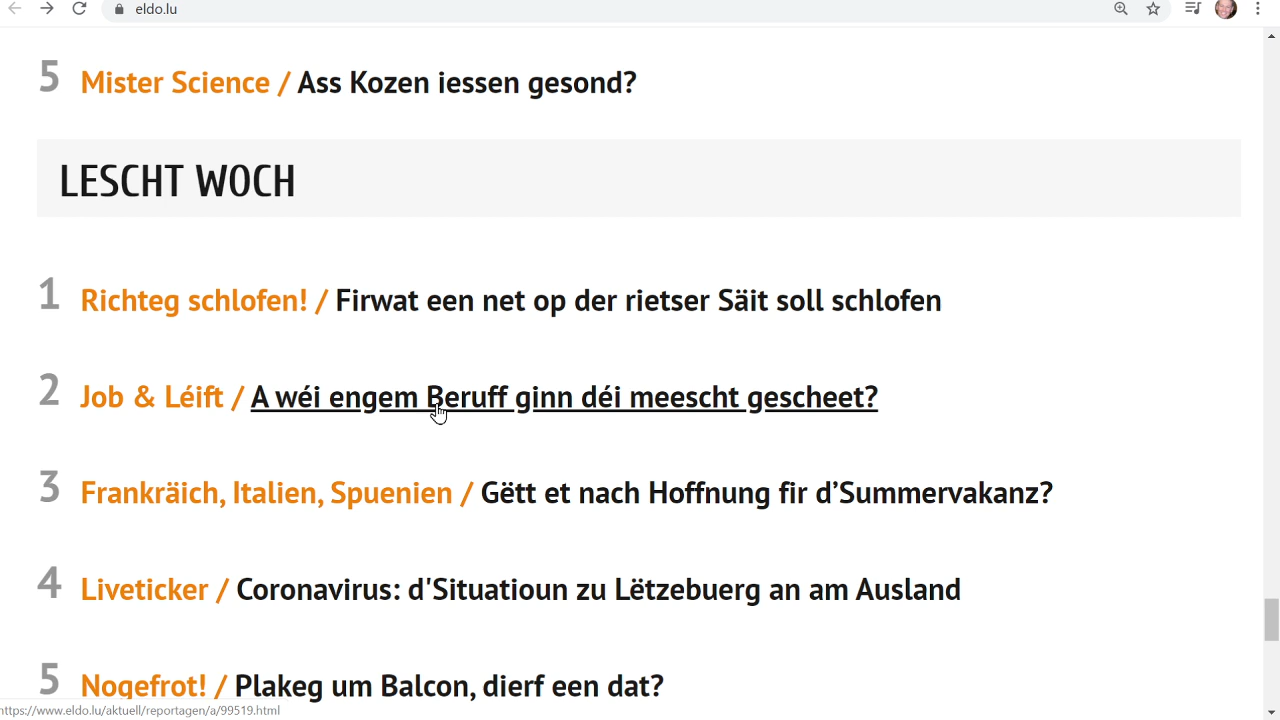 eldo.lu
5 Mister Science / Ass Kozen iessen gesond?
LESCHT WOCH
1 Richteg schlofen! / Firwat een net op der rietser Säit soll schlofen
2 Job & Léift / A wéi engem Beruff ginn déi meescht gescheet?
3 Frankräich, Italien, Spuenien / Gëtt et nach Hoffnung fir d’Summervakanz?
4 Liveticker / Coronavirus: d'Situatioun zu Lëtzebuerg an am Ausland
5 Nogefrot! / Plakeg um Balcon, dierf een dat?
https://www.eldo.lu/aktuell/reportagen/a/99519.html